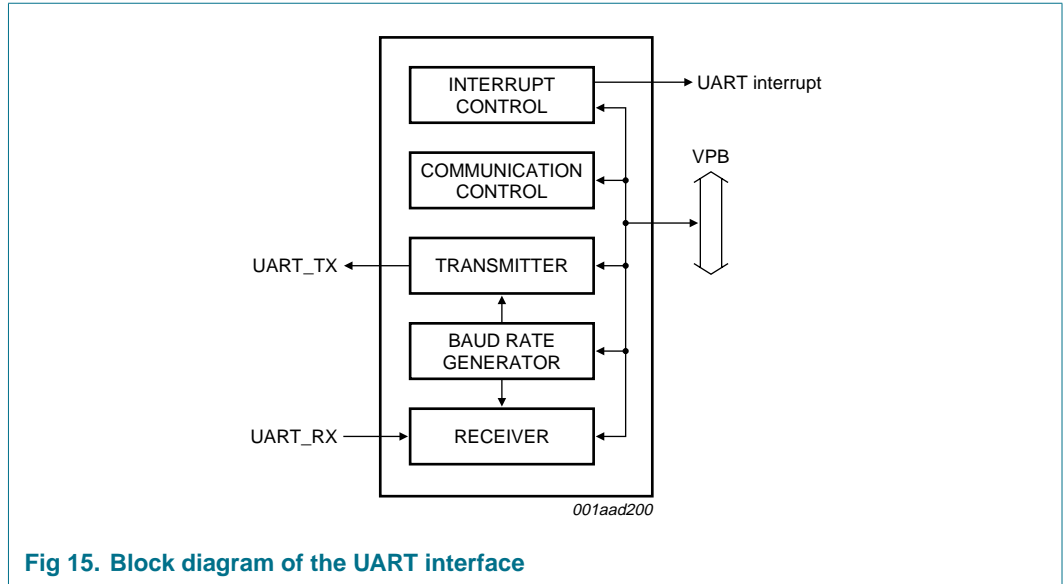 INTERRUPT
CONTROL
UART interrupt
COMMUNICATION
CONTROL
VPB
UART_TX
TRANSMITTER
BAUD RATE
GENERATOR
UART_RX
RECEIVER
001aad200
Fig 15. Block diagram of the UART interface